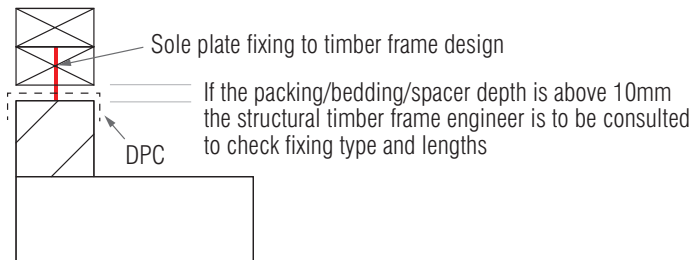 Sole plate fixing to timber frame design
If the packing/bedding/spacer depth is above 10mm
the structural timber frame engineer is to be consulted
to check fixing type and lengths
DPC